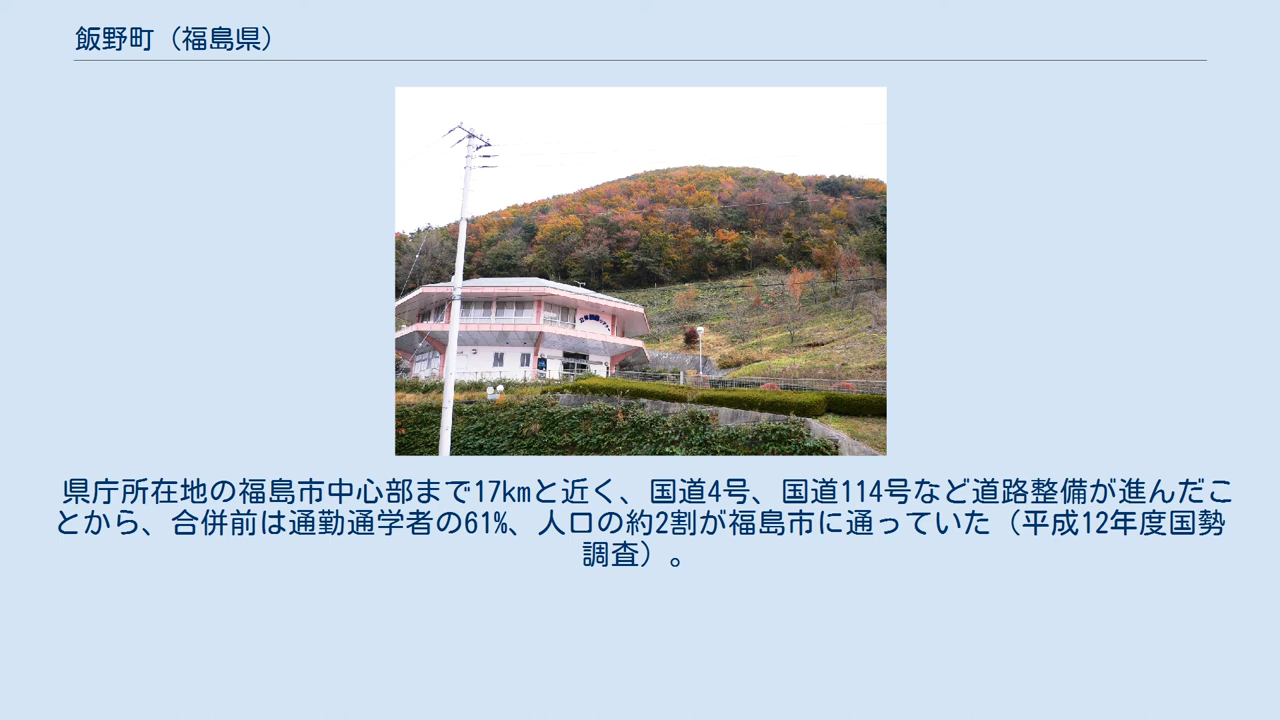 飯野町（福島県）
県庁所在地の福島市中心部まで17kmと近く、国道4号、国道114号など道路整備が進んだこ
とから、合併前は通勤通学者の61%、人口の約2割が福島市に通っていた（平成12年度国勢
調査）。